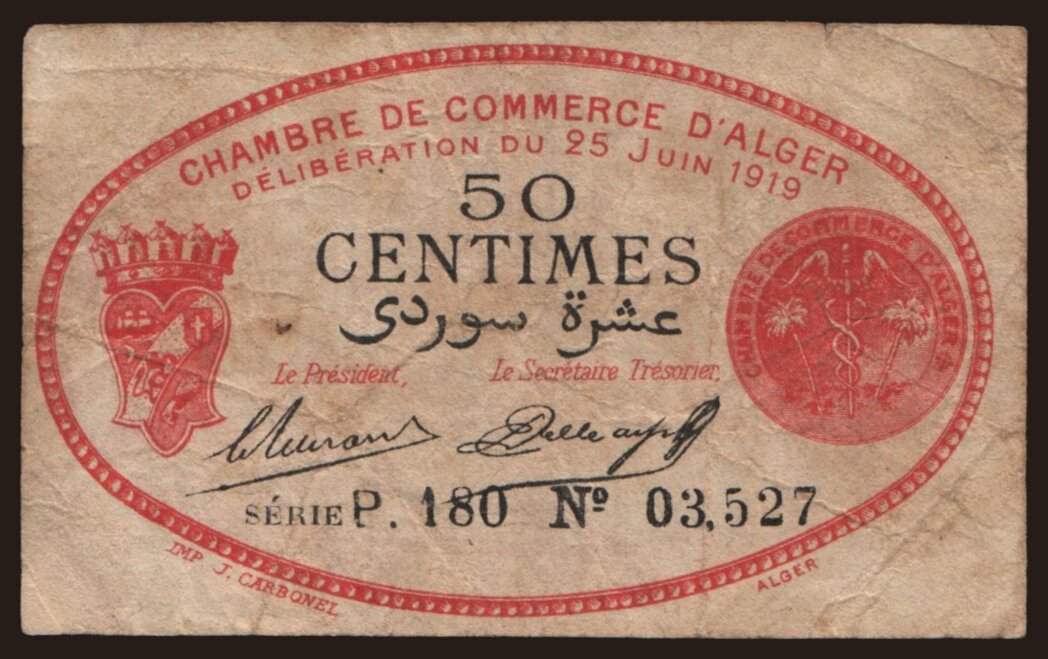 CHAMBRE DE COMMERCE D'ALGER
DÉLIBÉRATION DU 25 JUIN 1919
50
CENTIMES
عشرة سوردى
CHAMBRE DE COMMERCE D'ALGER
Le Président, Le Secrétaire Trésorier,
SÉRIE P. 180 Nº 03,527
IMP J. CARBONEL ALGER